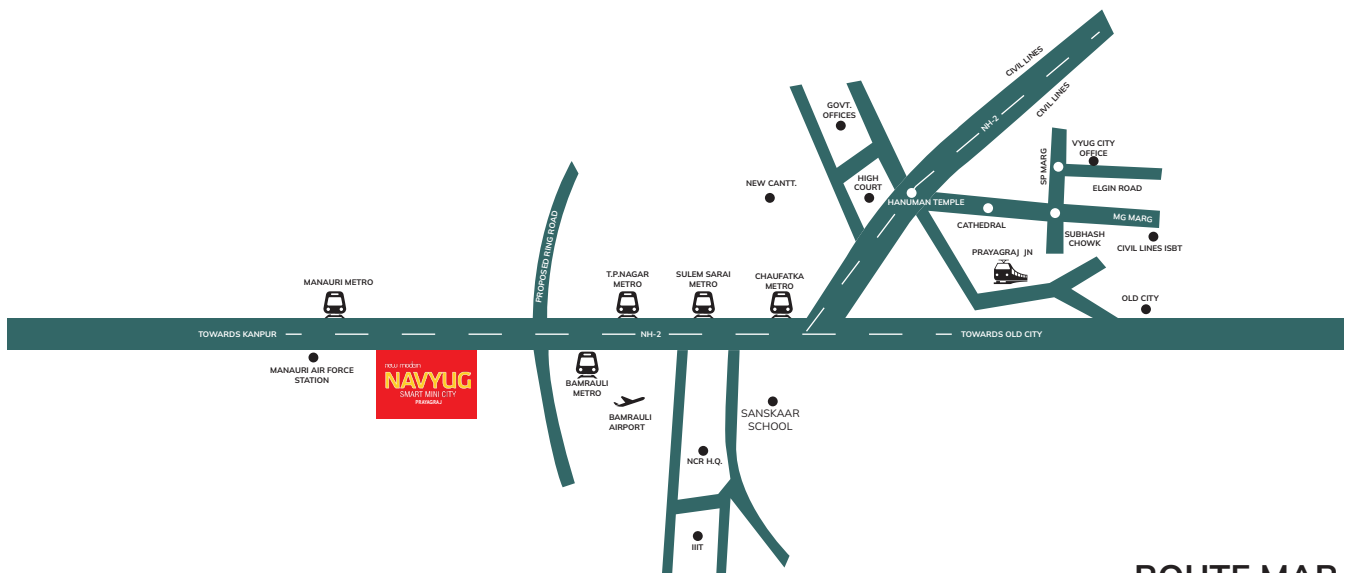 CIVIL LINES
CIVIL LINES
NH-2
GOVT.
OFFICES
SP MARG
VYUG CITY
OFFICE
ELGIN ROAD
NEW CANTT.
HIGH
COURT
HANUMAN TEMPLE
CATHEDRAL
MG MARG
SUBHASH
CHOWK
CIVIL LINES ISBT
PRAYAGRAJ JN
OLD CITY
PROPOSED RING ROAD
MANAURI METRO
T.P.NAGAR
METRO
SULEM SARAI
METRO
CHAUFATKA
METRO
TOWARDS KANPUR
NH-2
TOWARDS OLD CITY
MANAURI AIR FORCE
STATION
new modern
NAVYUG
SMART MINI CITY
PRAYAGRAJ
BAMRAULI
METRO
BAMRAULI
AIRPORT
SANSKAAR
SCHOOL
NCR H.Q.
IIIT
ROUTE MAP